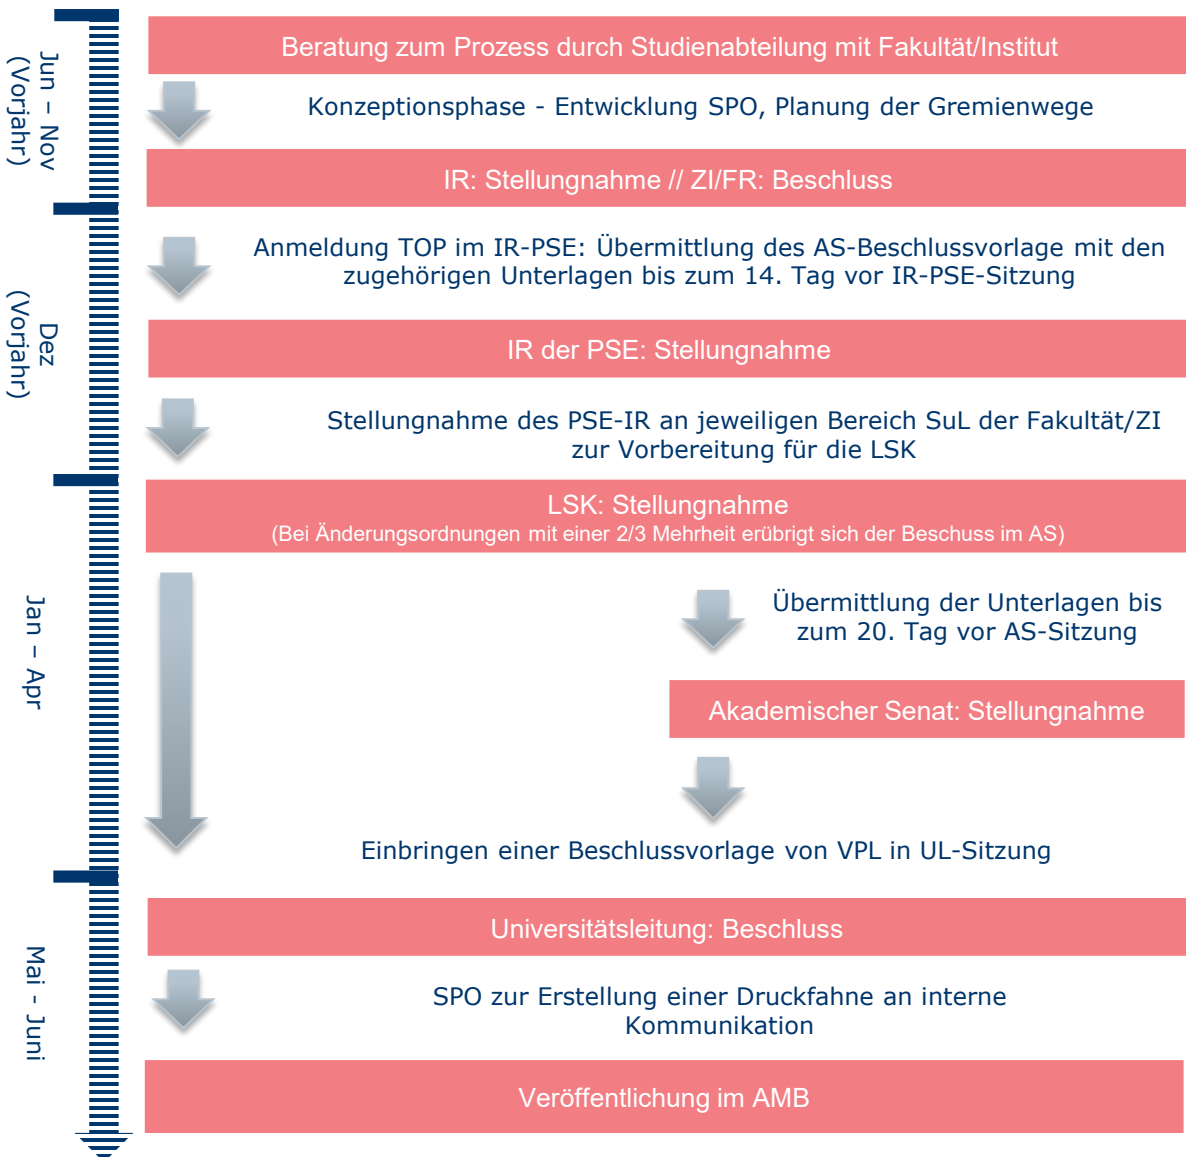 Jun – Nov
(Vorjahr)
Beratung zum Prozess durch Studienabteilung mit Fakultät/Institut
Konzeptionsphase - Entwicklung SPO, Planung der Gremienwege
IR: Stellungnahme // ZI/FR: Beschluss
Dez
(Vorjahr)
Anmeldung TOP im IR-PSE: Übermittlung des AS-Beschlussvorlage mit den
zugehörigen Unterlagen bis zum 14. Tag vor IR-PSE-Sitzung
IR der PSE: Stellungnahme
Stellungnahme des PSE-IR an jeweiligen Bereich SuL der Fakultät/ZI
zur Vorbereitung für die LSK
Jan – Apr
LSK: Stellungnahme
(Bei Änderungsordnungen mit einer 2/3 Mehrheit erübrigt sich der Beschuss im AS)
Übermittlung der Unterlagen bis
zum 20. Tag vor AS-Sitzung
Akademischer Senat: Stellungnahme
Einbringen einer Beschlussvorlage von VPL in UL-Sitzung
Mai - Juni
Universitätsleitung: Beschluss
SPO zur Erstellung einer Druckfahne an interne
Kommunikation
Veröffentlichung im AMB